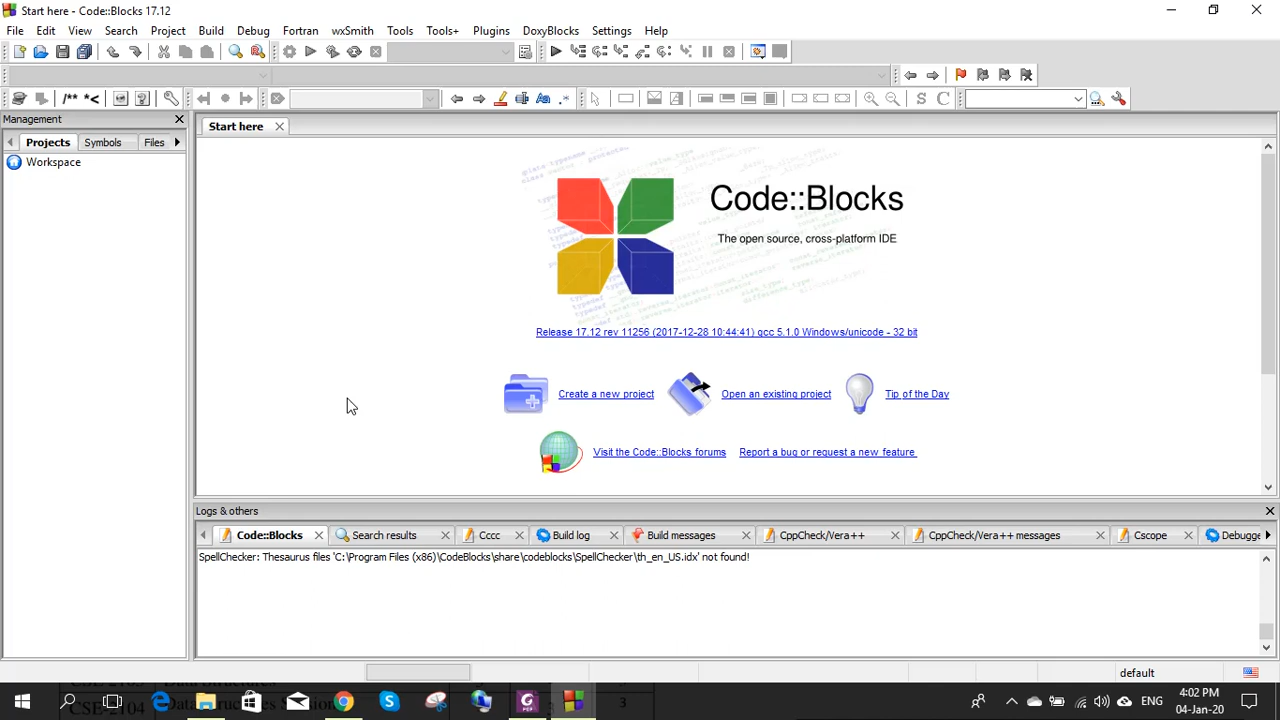 Start here - Code::Blocks 17.12
File Edit View Search Project Build Debug Fortran wxSmith Tools Tools+ Plugins DoxyBlocks Settings Help
/** *<
S C
Management
Projects Symbols Files
Workspace
Start here
Code::Blocks
The open source, cross-platform IDE
Release 17.12 rev 11256 (2017-12-28 10:44:41) gcc 5.1.0 Windows/unicode - 32 bit
Create a new project Open an existing project Tip of the Day
Visit the Code::Blocks forums Report a bug or request a new feature
Logs & others
Code::Blocks Search results Cccc Build log Build messages CppCheck/Vera++ CppCheck/Vera++ messages Cscope Debugge
SpellChecker: Thesaurus files 'C:\Program Files (x86)\CodeBlocks\share\codeblocks\SpellChecker\th_en_US.idx' not found!
default
ENG 4:02 PM
04-Jan-20
CSE-2104 3